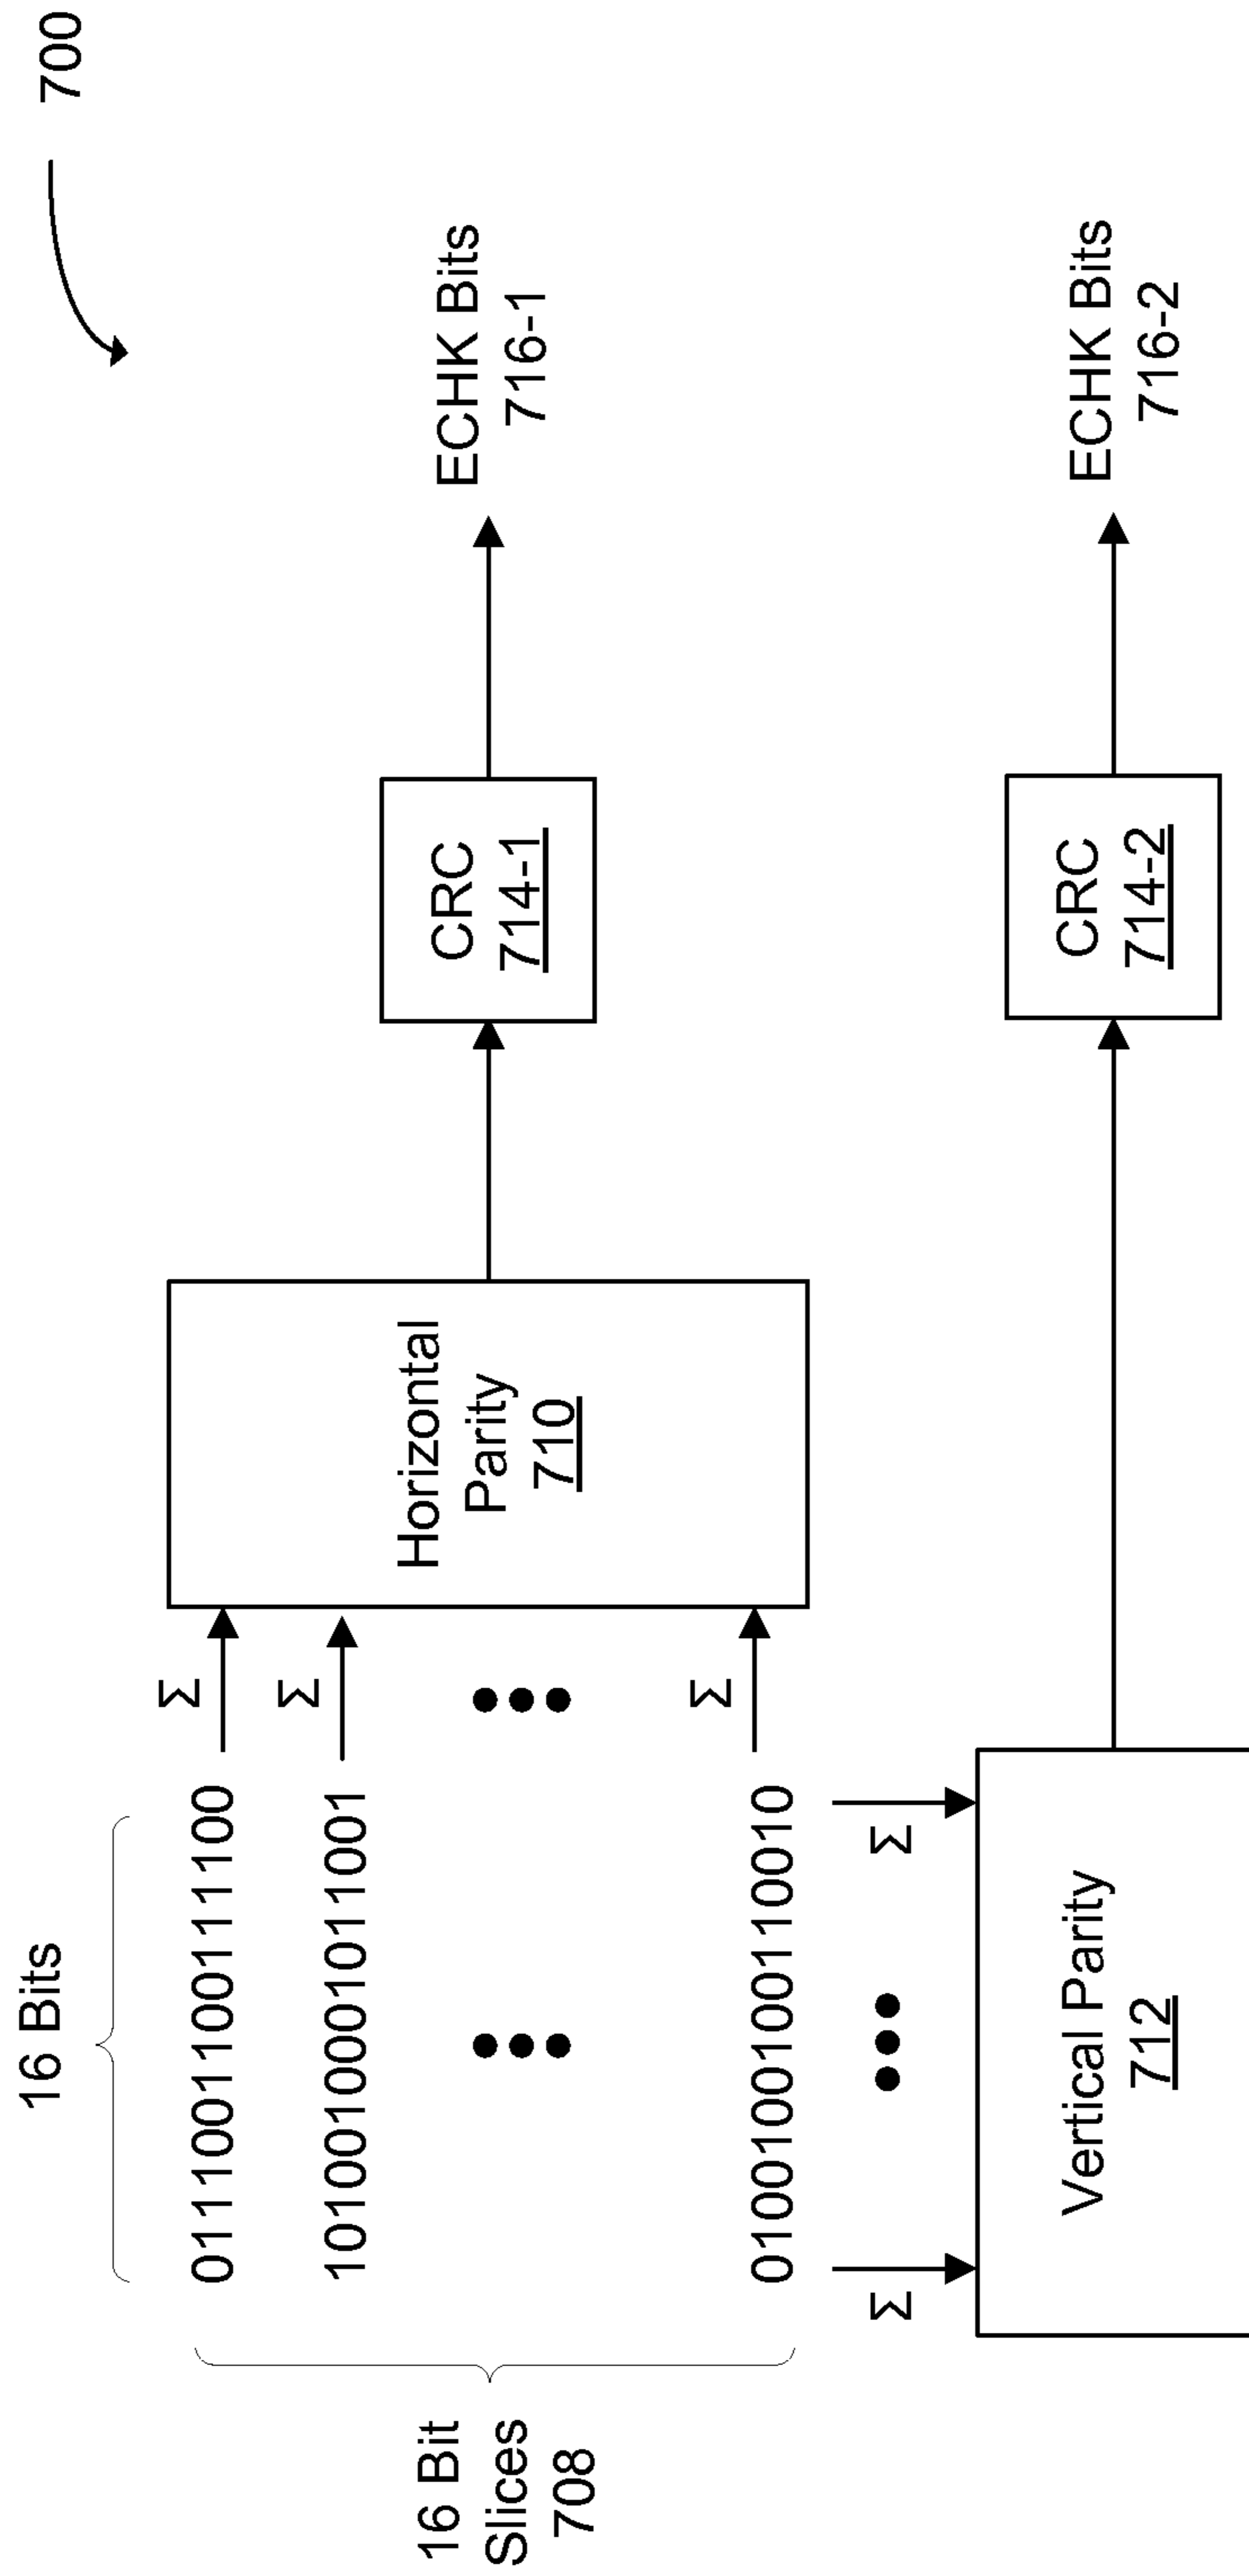 700
16 Bits
0111001100111100
Σ
1010010001011001
Σ
16 Bit
Slices
708
0100100100110010
Σ
Horizontal
Parity
710
CRC
714-1
ECHK Bits
716-1
Σ
Σ
Vertical Parity
712
CRC
714-2
ECHK Bits
716-2